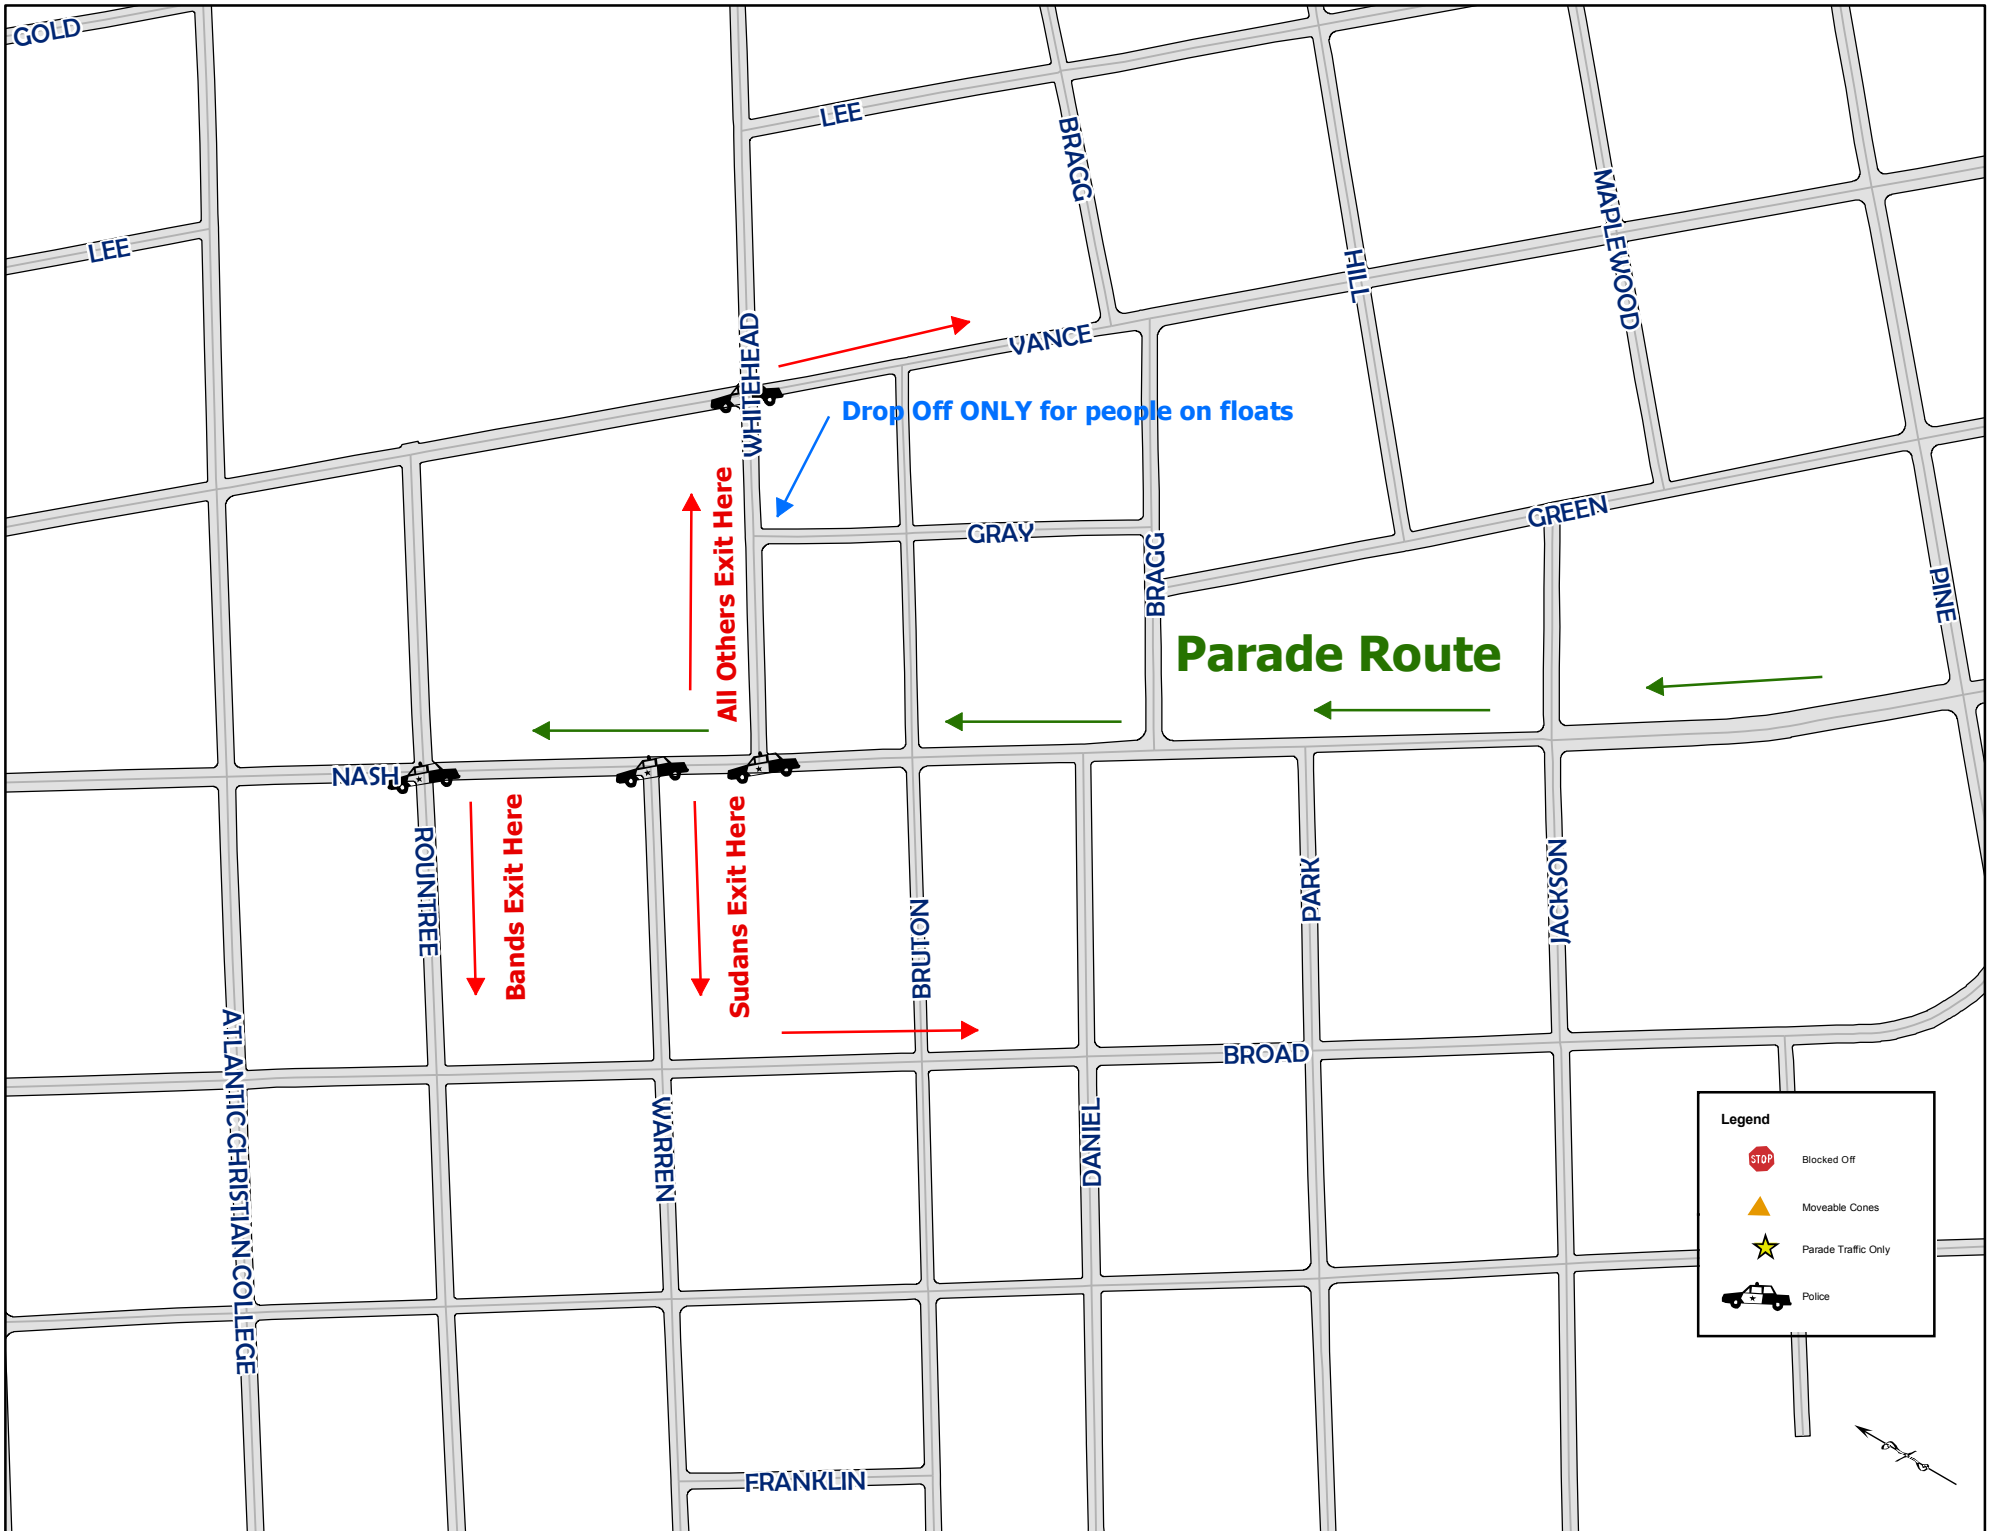 GOLD
LEE
BRAGG
LEE
MAPLEWOOD
HILL
WHITEHEAD
VANCE
Drop Off ONLY for people on floats
All Others Exit Here
GRAY
GREEN
BRAGG
PINE
Parade Route
NASH
ROUNTREE
Bands Exit Here
Sudans Exit Here
BRUTON
PARK
JACKSON
ATLANTIC CHRISTIAN COLLEGE
BROAD
WARREN
DANIEL
Legend
STOP
Blocked Off
Moveable Cones
Parade Traffic Only
Police
FRANKLIN